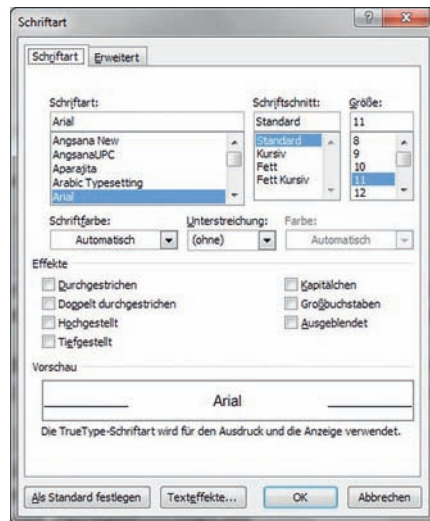 Schriftart
Schriftart Erweitert
Schriftart: Schriftschnitt: Größe:
Arial Standard 11
Angsana New Standard 8
AngsanaUPC Kursiv 9
Aparajita Fett 10
Arabic Typesetting Fett Kursiv 11
Arial 12
Schriftfarbe: Unterstreichung: Farbe:
Automatisch (ohne) Automatisch
Effekte
Durchgestrichen Kapitälchen
Doppelt durchgestrichen Großbuchstaben
Hochgestellt Ausgeblendet
Tiefgestellt
Vorschau
Arial
Die TrueType-Schriftart wird für den Ausdruck und die Anzeige verwendet.
Als Standard festlegen Texteffekte... OK Abbrechen